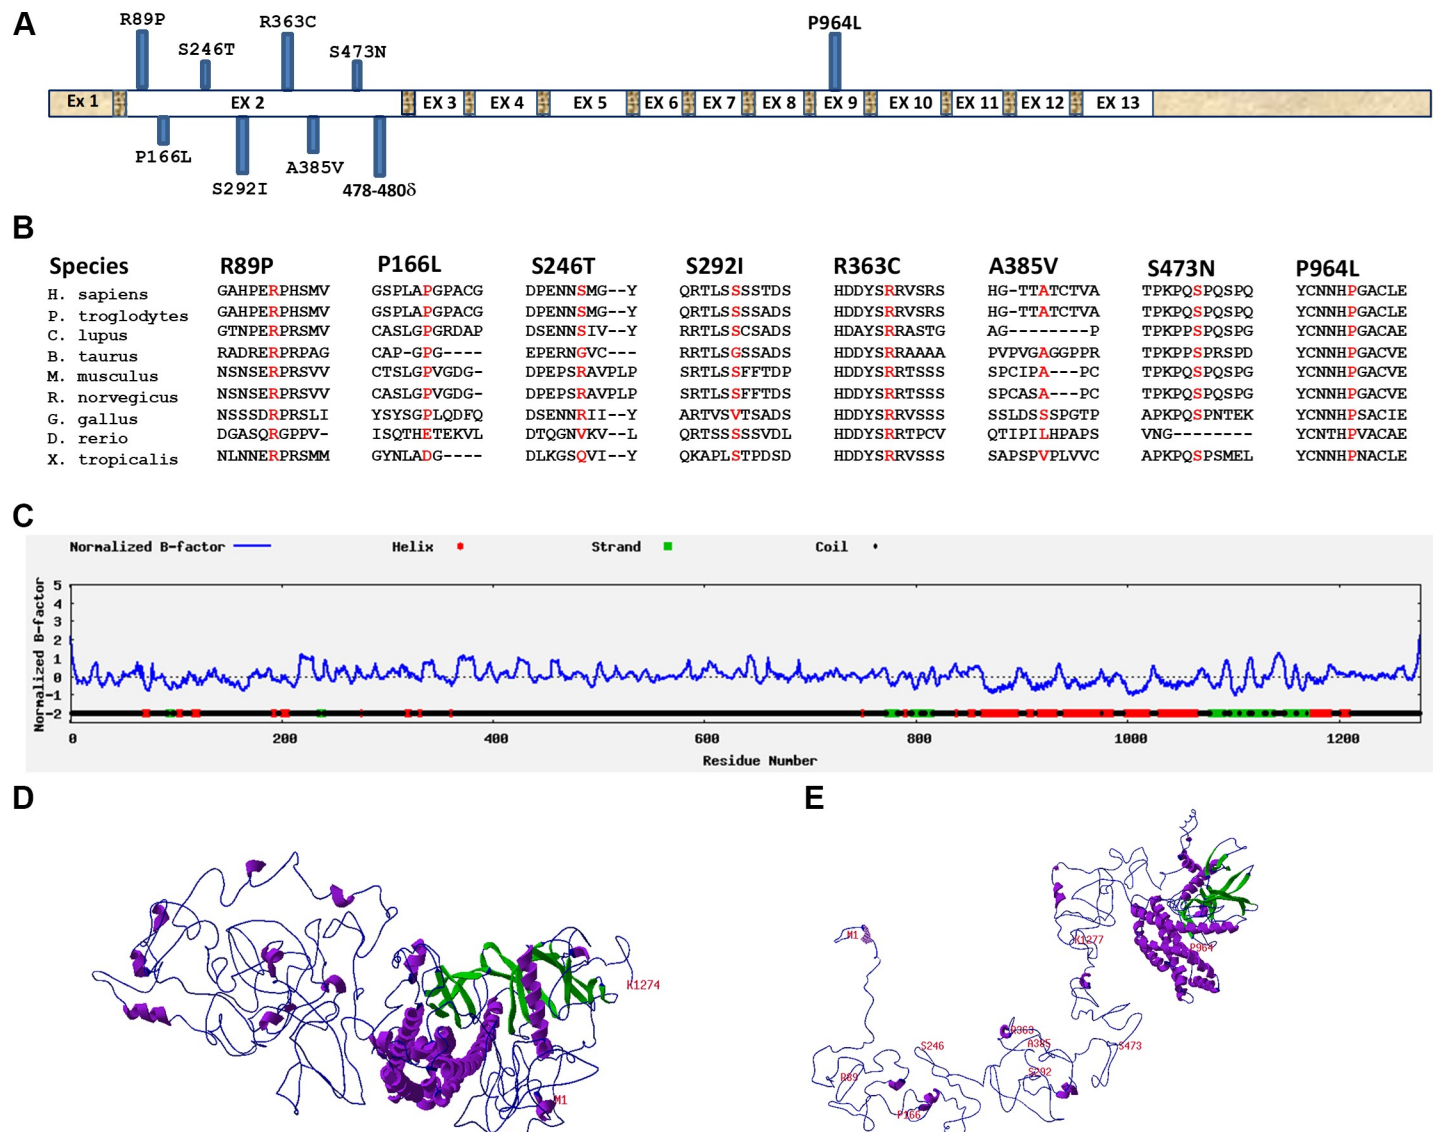 A
R89P S246T R363C S473N P964L
Ex 1 EX 2 EX 3 EX 4 EX 5 EX 6 EX 7 EX 8 EX 9 EX 10 EX 11 EX 12 EX 13
P166L S292I A385V 478-480δ
B
Species R89P P166L S246T S292I R363C A385V S473N P964L
H. sapiens GAHPERPHSMV GSPLAPGPACG DPENNSMG--Y QRTLSSSSTDS HDDYSRRVSRS HG-TTATCTVA TPKPQSPQSPQ YCNNHPGACLE
P. troglodytes GAHPERPHSMV GSPLAPGPACG DPENNSMG--Y RRTLSSSSTDS HDDYSRRVSRS HG-TTATCTVA TPKPQSPQSPQ YCNNHPGACLE
C. lupus GTNPERPRSMV CASLGPGRDAP DSENNSIV--Y RRTLSSSCSADS HDAYSRRASTG AG--------P TPKPPSPQSPG YCNNHPGACAE
B. taurus RADRERPRPAG CAP-GPG---- EPERNGVC--- RRTLSGSSADS HDDYSRRAAAA PVPVGAGGPPR TPKPPSPRSPD YCNNHPGACVE
M. musculus NSNSERPRSVV CTSLGPVGDG- DPEPSRAVPLP SRTLSSFFTDP HDDYSRRTSSS SPCIPA---PC TPKPQSPQSPG YCNNHPGACVE
R. norvegicus NSNSERPRSVV CASLGPVGDG- DPEPSRAVPLP SRTLSSFFTDS HDDYSRRTSSS SPCASA---PC TPKPQSPQSPG YCNNHPGACVE
G. gallus NSSSDRPRSLI YSYSGPLQDFQ DSENNRII--Y ARTVSVTSADS HDDYSRRVSSS SSLDSSSPGTP APKPQSPNTEK YCNNHPSACIE
D. rerio DGASQRGPPV- ISQTHETEKVL DTQGNVKV--L QRTSSSSSVDL HDDYSRRTPCV QTIPILHPAPS VNG-------- YCNTHPVACAE
X. tropicalis NLNNERPRSMM GYNLADG---- DLKGSQVI--Y QKAPLSTPDSD HDDYSRRVSSS SAPSPVPLVVC APKPQSPSMEL YCNNHPNACLE
C
Normalized B-factor Helix Strand Coil
Normalized B-factor
5
4
3
2
1
0
-1
-2
0 200 400 600 800 1000 1200
Residue Number
D
K1274
M1
E
M1
K1277
P964
R363
A385
S473
S246
S292
R89
P166